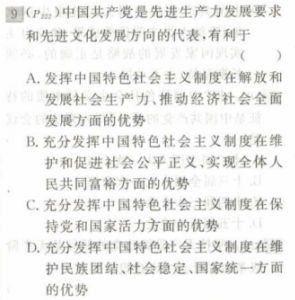 9 (P222)中国共产党是先进生产力发展要求
和先进文化发展方向的代表,有利于
( )
A. 发挥中国特色社会主义制度在解放和
发展社会生产力、推动经济社会全面
发展方面的优势
B. 充分发挥中国特色社会主义制度在维
护和促进社会公平正义、实现全体人
民共同富裕方面的优势
C. 充分发挥中国特色社会主义制度在保
持党和国家活力方面的优势
D. 充分发挥中国特色社会主义制度在维
护民族团结、社会稳定、国家统一方面
的优势